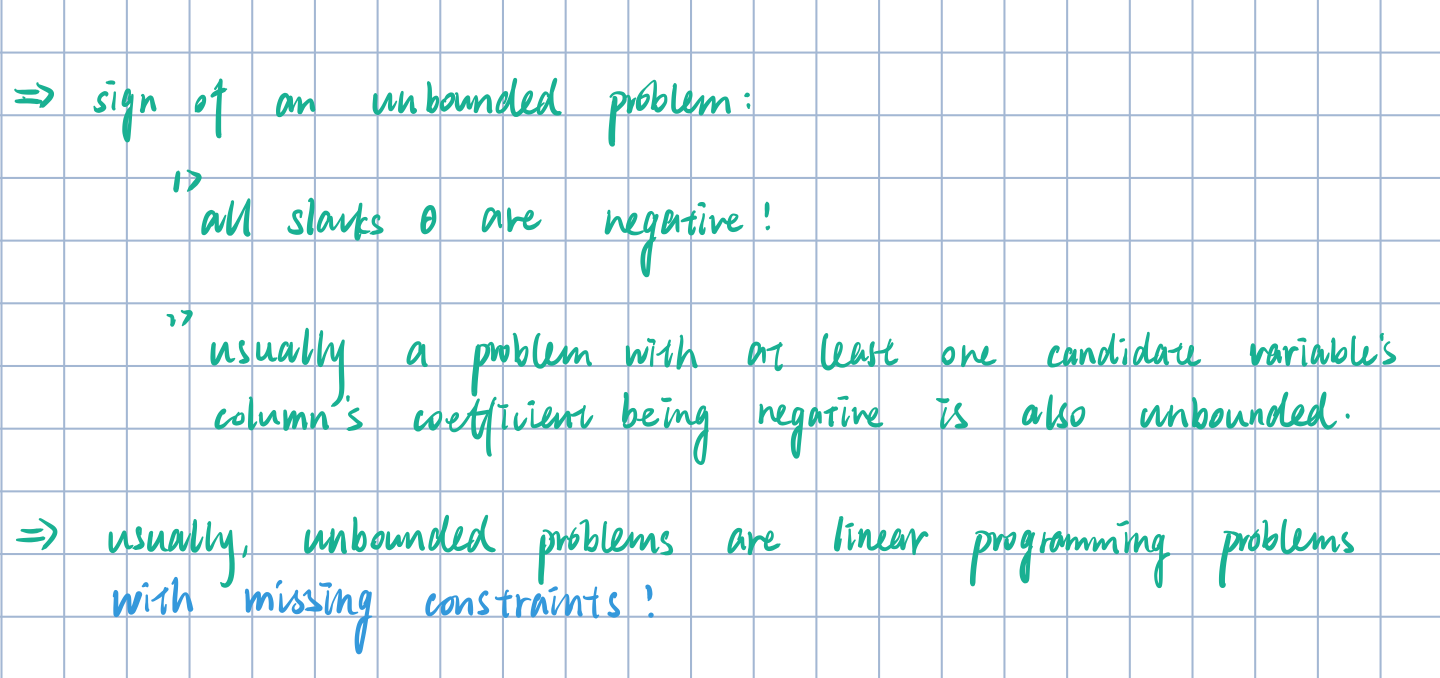 ⇒ sign of an unbounded problem:
1> all slacks θ are negative!
2> usually a problem with at least one candidate variable's
column's coefficient being negative is also unbounded.
⇒ usually, unbounded problems are linear programming problems
with missing constraints!